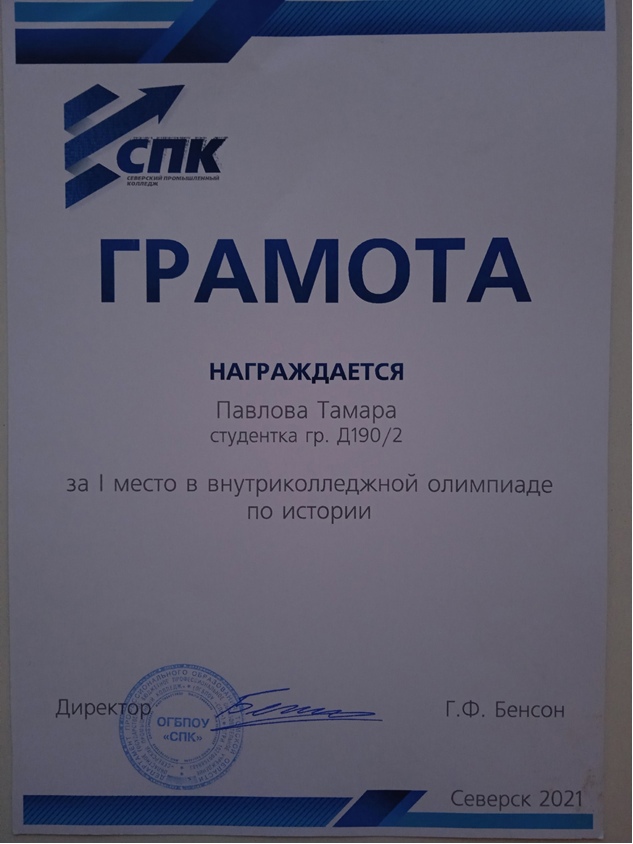 СПК
СЕВЕРСКИЙ ПРОМЫШЛЕННЫЙ
КОЛЛЕДЖ
ГРАМОТА
НАГРАЖДАЕТСЯ
Павлова Тамара
студентка гр. Д190/2
за I место в внутриколледжной олимпиаде
по истории
Директор
ОГБПОУ
«СПК»
Г.Ф. Бенсон
Северск 2021